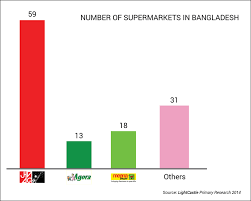 NUMBER OF SUPERMARKETS IN BANGLADESH
59
13
18
31
Agora
Others
Source: LightCastle Primary Research 2014